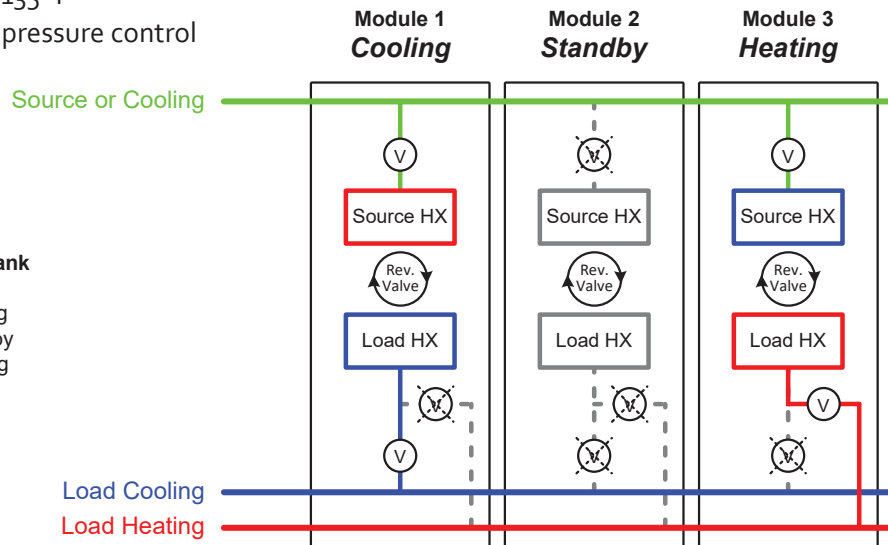 pressure control
Module 1
Cooling
Module 2
Standby
Module 3
Heating
Source or Cooling
V
V
V
Source HX
Source HX
Source HX
Rev.
Valve
Rev.
Valve
Rev.
Valve
Load HX
Load HX
Load HX
V
V
V
V
V
V
Load Cooling
Load Heating